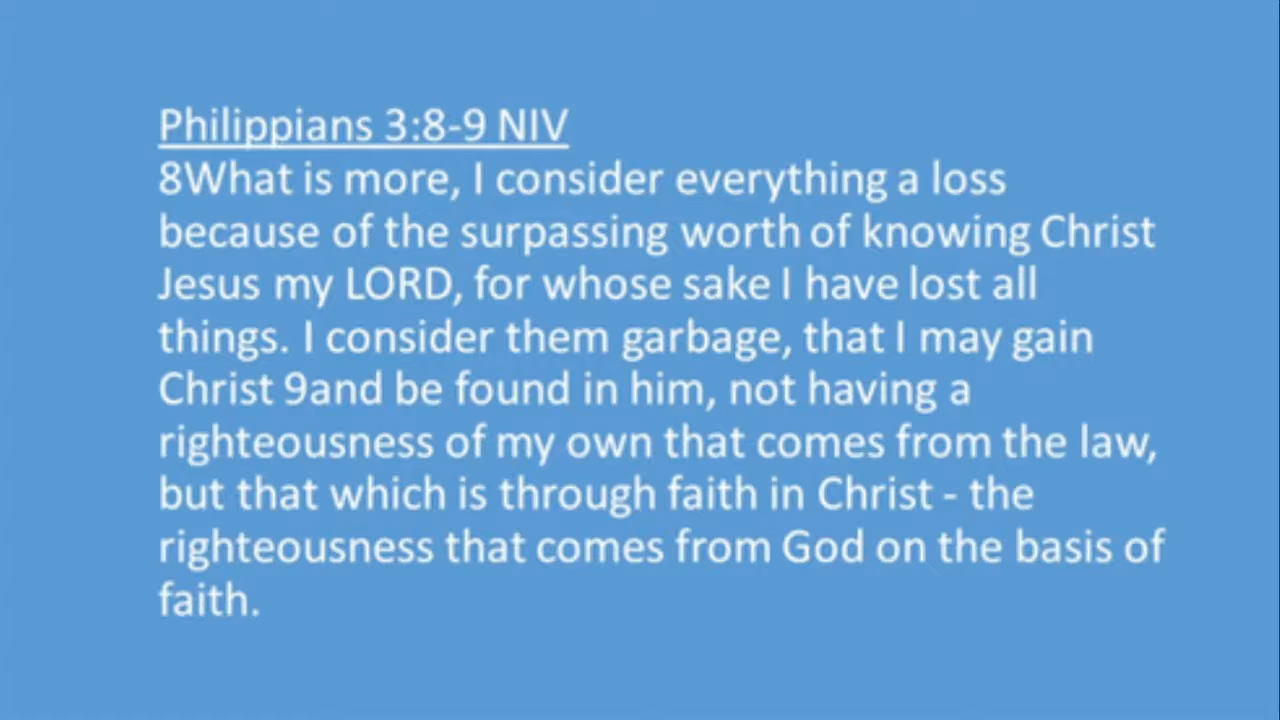 Philippians 3:8-9 NIV
8What is more, I consider everything a loss
because of the surpassing worth of knowing Christ
Jesus my LORD, for whose sake I have lost all
things. I consider them garbage, that I may gain
Christ 9and be found in him, not having a
righteousness of my own that comes from the law,
but that which is through faith in Christ - the
righteousness that comes from God on the basis of
faith.